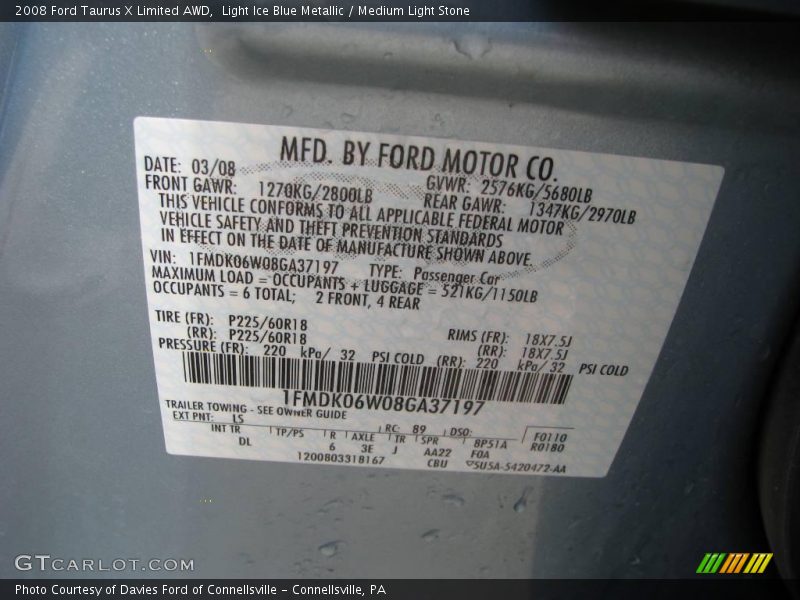 2008 Ford Taurus X Limited AWD, Light Ice Blue Metallic / Medium Light Stone
MFD. BY FORD MOTOR CO.
DATE: 03/08 GVWR: 2576KG/5680LB
FRONT GAWR: 1270KG/2800LB REAR GAWR: 1347KG/2970LB
THIS VEHICLE CONFORMS TO ALL APPLICABLE FEDERAL MOTOR
VEHICLE SAFETY AND THEFT PREVENTION STANDARDS
IN EFFECT ON THE DATE OF MANUFACTURE SHOWN ABOVE.
VIN: 1FMDK06W08GA37197 TYPE: Passenger Car
MAXIMUM LOAD = OCCUPANTS + LUGGAGE = 521KG/1150LB
OCCUPANTS = 6 TOTAL; 2 FRONT, 4 REAR
TIRE (FR): P225/60R18 RIMS (FR): 18X7.5J
(RR): P225/60R18 (RR): 18X7.5J
PRESSURE (FR): 220 kPa/ 32 PSI COLD (RR): 220 kPa/ 32 PSI COLD
1FMDK06W08GA37197
TRAILER TOWING - SEE OWNER GUIDE
EXT PNT: LS RC: 89 DSO: F0110
INT TR TP/PS R AXLE TR SPR 8P51A R0180
DL 6 3E J AA22 FOA
1200803318167 CBU 5U5A-5420472-AA
GTCARLOT.COM
Photo Courtesy of Davies Ford of Connellsville - Connellsville, PA